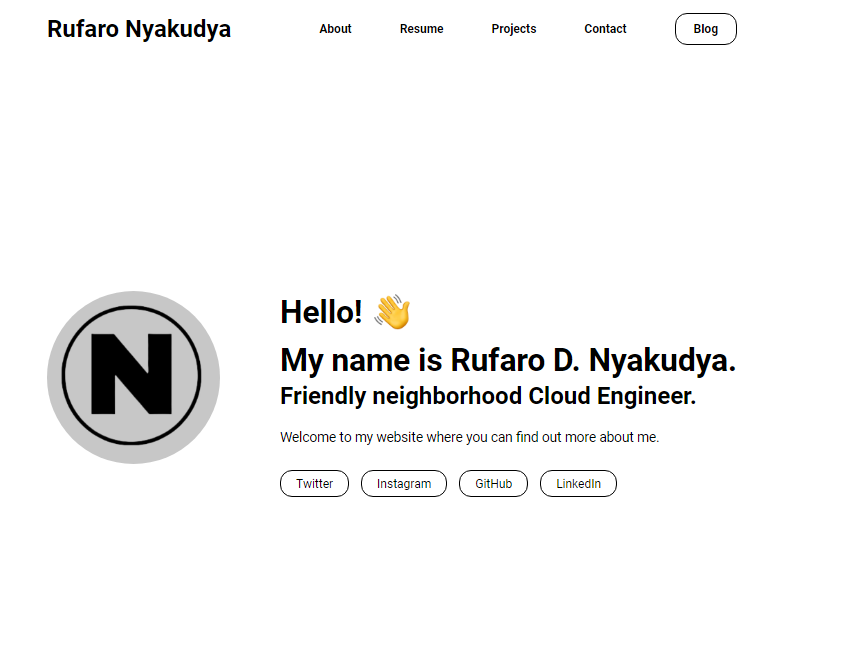 Rufaro Nyakudya
About Resume Projects Contact Blog
N
Hello! 👋
My name is Rufaro D. Nyakudya.
Friendly neighborhood Cloud Engineer.
Welcome to my website where you can find out more about me.
Twitter Instagram GitHub LinkedIn